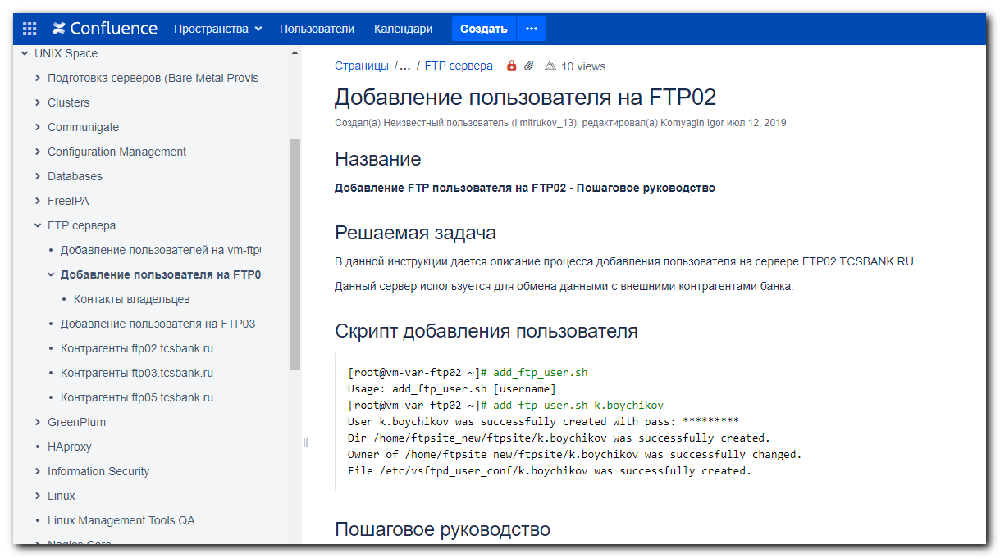 Confluence Пространства Пользователи Календари Создать ···
UNIX Space
Подготовка серверов (Bare Metal Provis
Clusters
Communigate
Configuration Management
Databases
FreeIPA
FTP сервера
Добавление пользователей на vm-ftp
Добавление пользователя на FTP0
Контакты владельцев
Добавление пользователя на FTP03
Контрагенты ftp02.tcsbank.ru
Контрагенты ftp03.tcsbank.ru
Контрагенты ftp05.tcsbank.ru
GreenPlum
HAproxy
Information Security
Linux
Linux Management Tools QA
Nagios Core
Страницы /... / FTP сервера 10 views
Добавление пользователя на FTP02
Создал(а) Неизвестный пользователь (i.mitrukov_13), редактировал(а) Komyagin Igor июл 12, 2019
Название
Добавление FTP пользователя на FTP02 - Пошаговое руководство
Решаемая задача
В данной инструкции дается описание процесса добавления пользователя на сервере FTP02.TCSBANK.RU
Данный сервер используется для обмена данными с внешними контрагентами банка.
Скрипт добавления пользователя
[root@vm-var-ftp02 ~]# add_ftp_user.sh
Usage: add_ftp_user.sh [username]
[root@vm-var-ftp02 ~]# add_ftp_user.sh k.boychikov
User k.boychikov was successfully created with pass: *********
Dir /home/ftpsite_new/ftpsite/k.boychikov was successfully created.
Owner of /home/ftpsite_new/ftpsite/k.boychikov was successfully changed.
File /etc/vsftpd_user_conf/k.boychikov was successfully created.
Пошаговое руководство